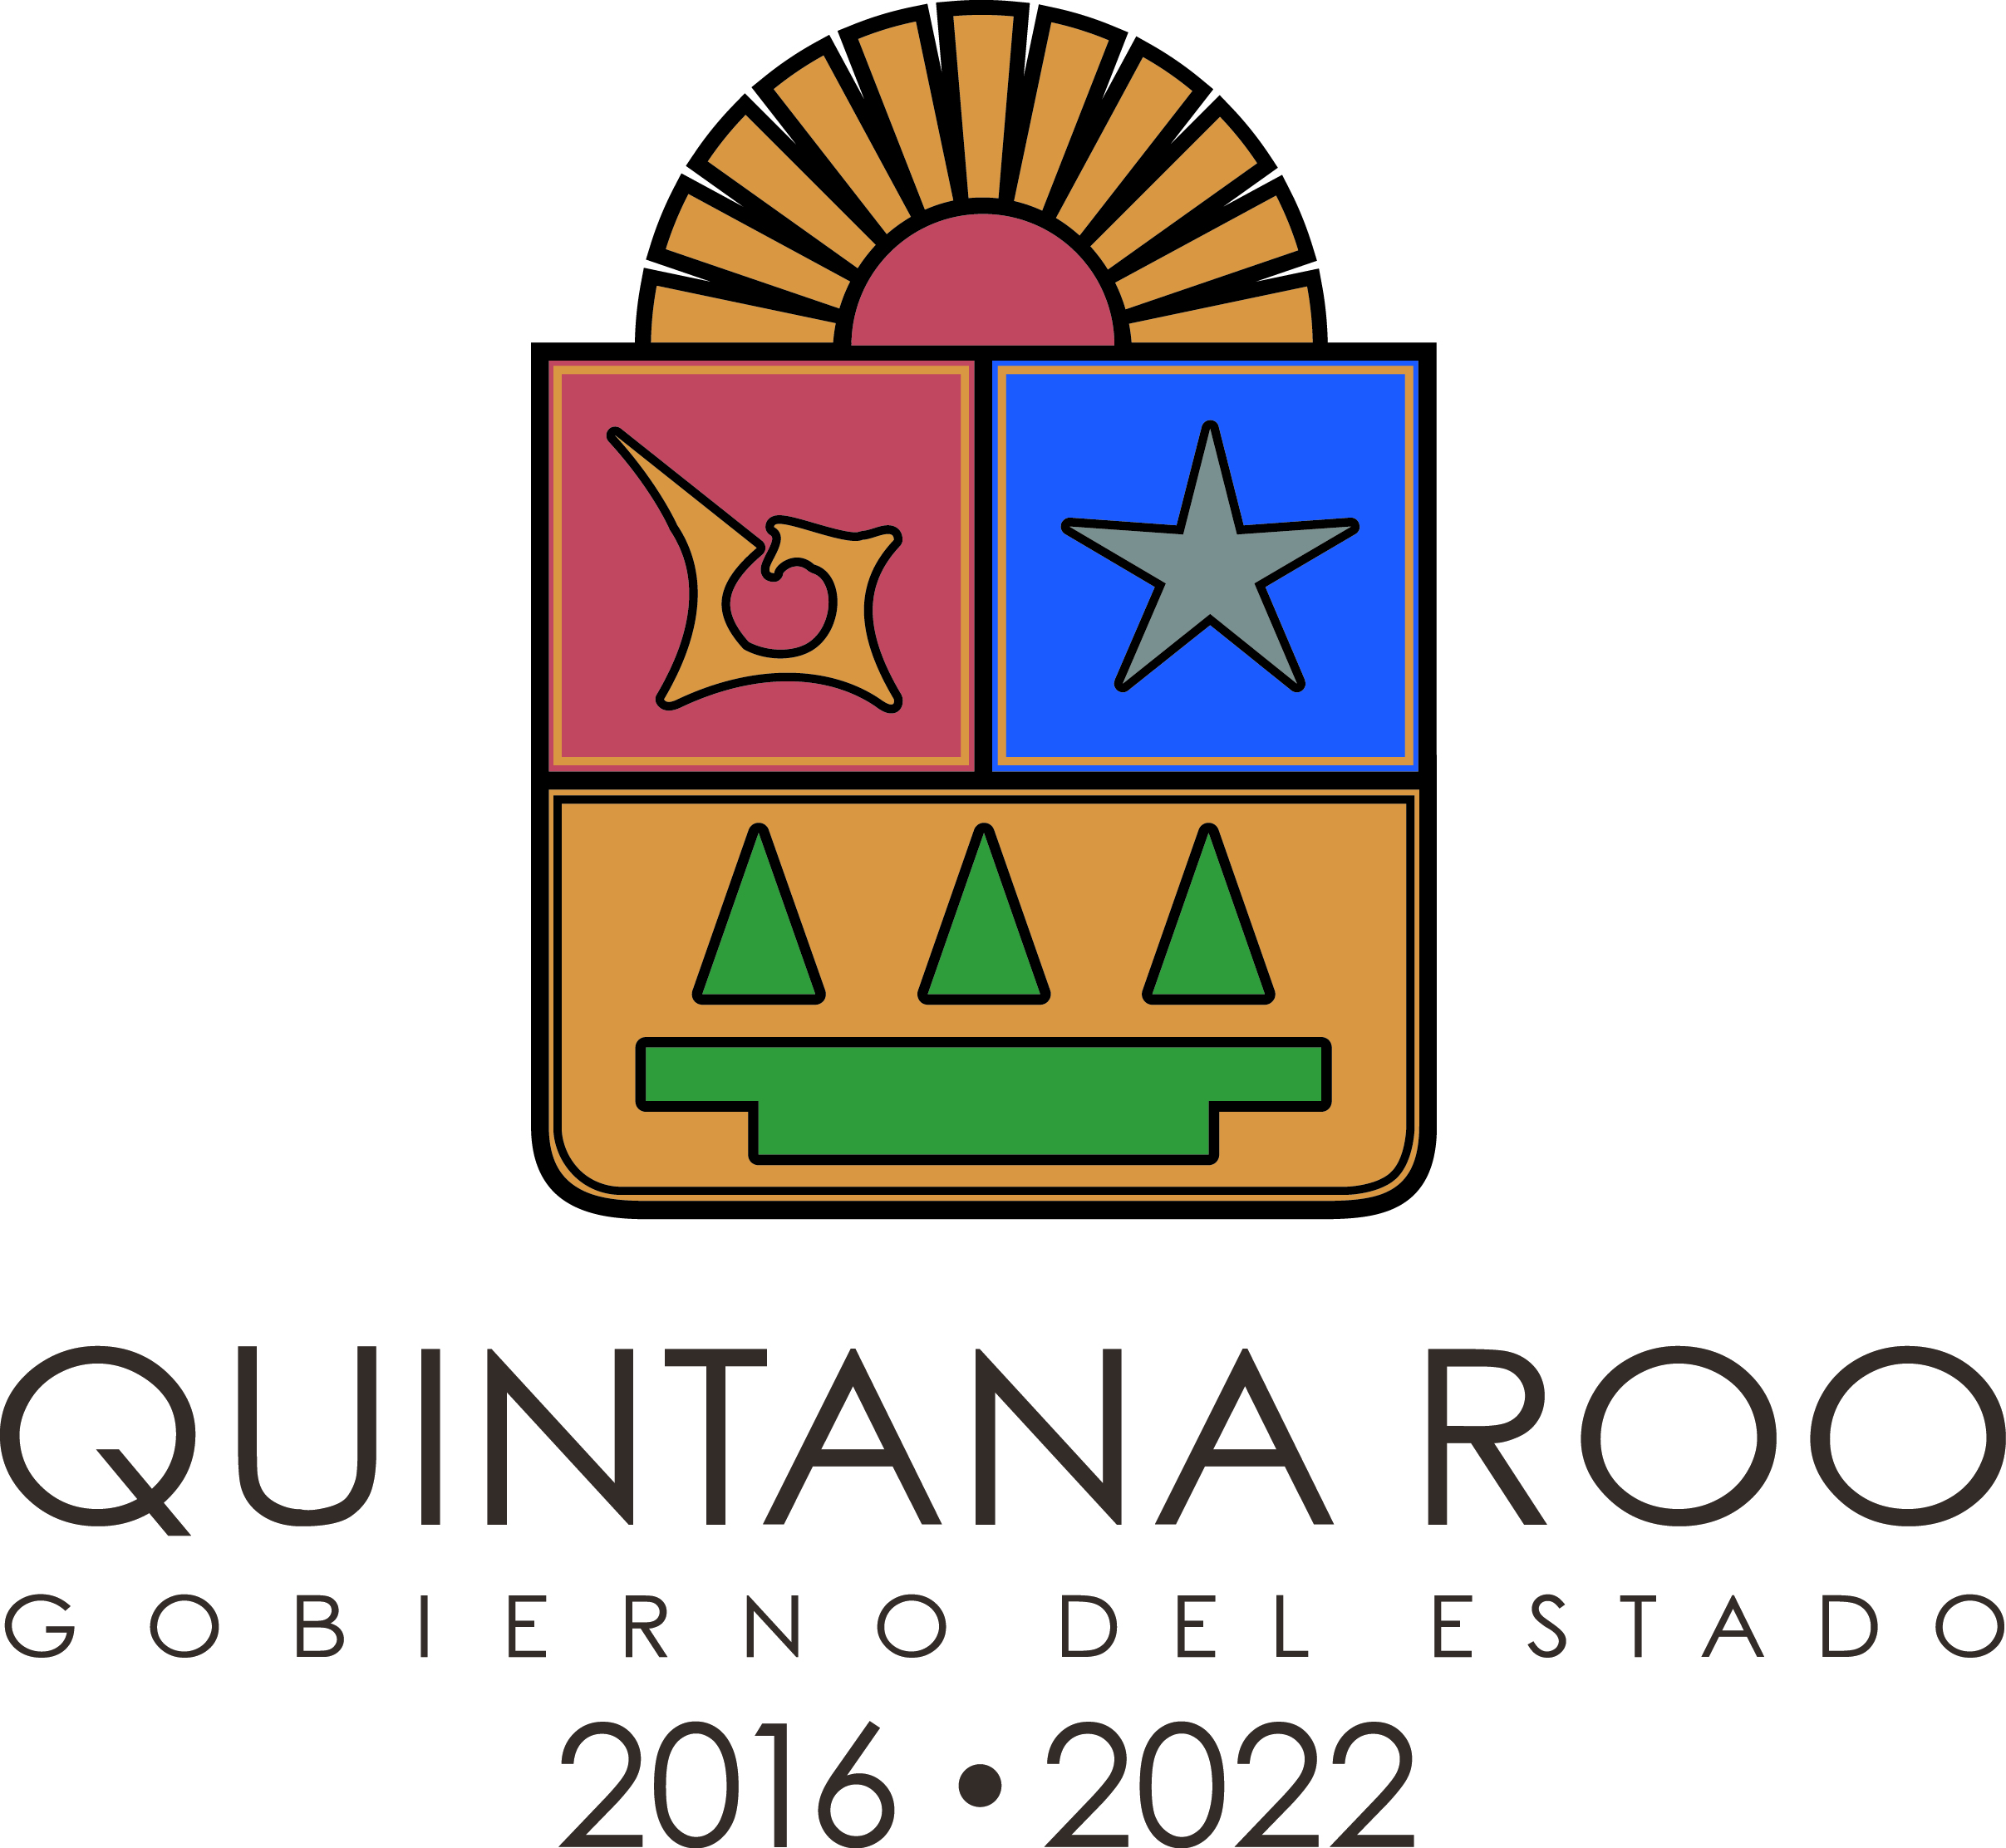 QUINTANA ROO
GOBIERNO DEL ESTADO
2016 • 2022